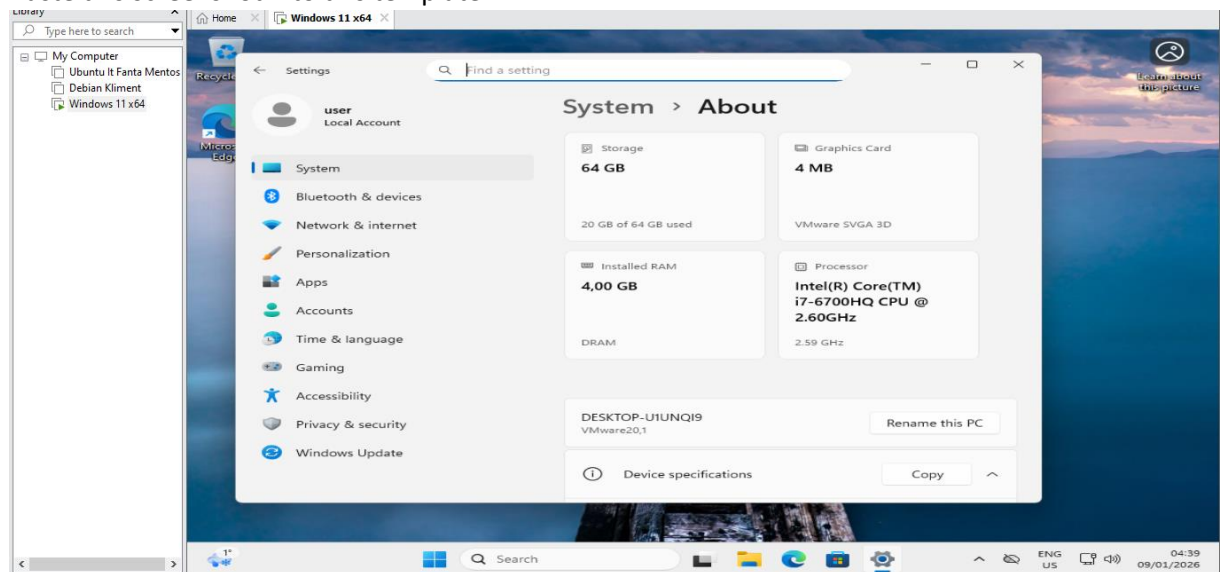 Library
Home
Windows 11 x64
Type here to search
My Computer
Ubuntu It Fanta Mentos
Debian Kliment
Windows 11 x64
Learn about
this picture
Settings
Find a setting
user
Local Account
System
Bluetooth & devices
Network & internet
Personalization
Apps
Accounts
Time & language
Gaming
Accessibility
Privacy & security
Windows Update
System > About
Storage
64 GB
20 GB of 64 GB used
Graphics Card
4 MB
VMware SVGA 3D
Installed RAM
4,00 GB
DRAM
Processor
Intel(R) Core(TM)
i7-6700HQ CPU @
2.60GHz
2.59 GHz
DESKTOP-U1UNQI9
VMware20,1
Rename this PC
Device specifications
Copy
1°
Search
ENG
US
04:39
09/01/2026